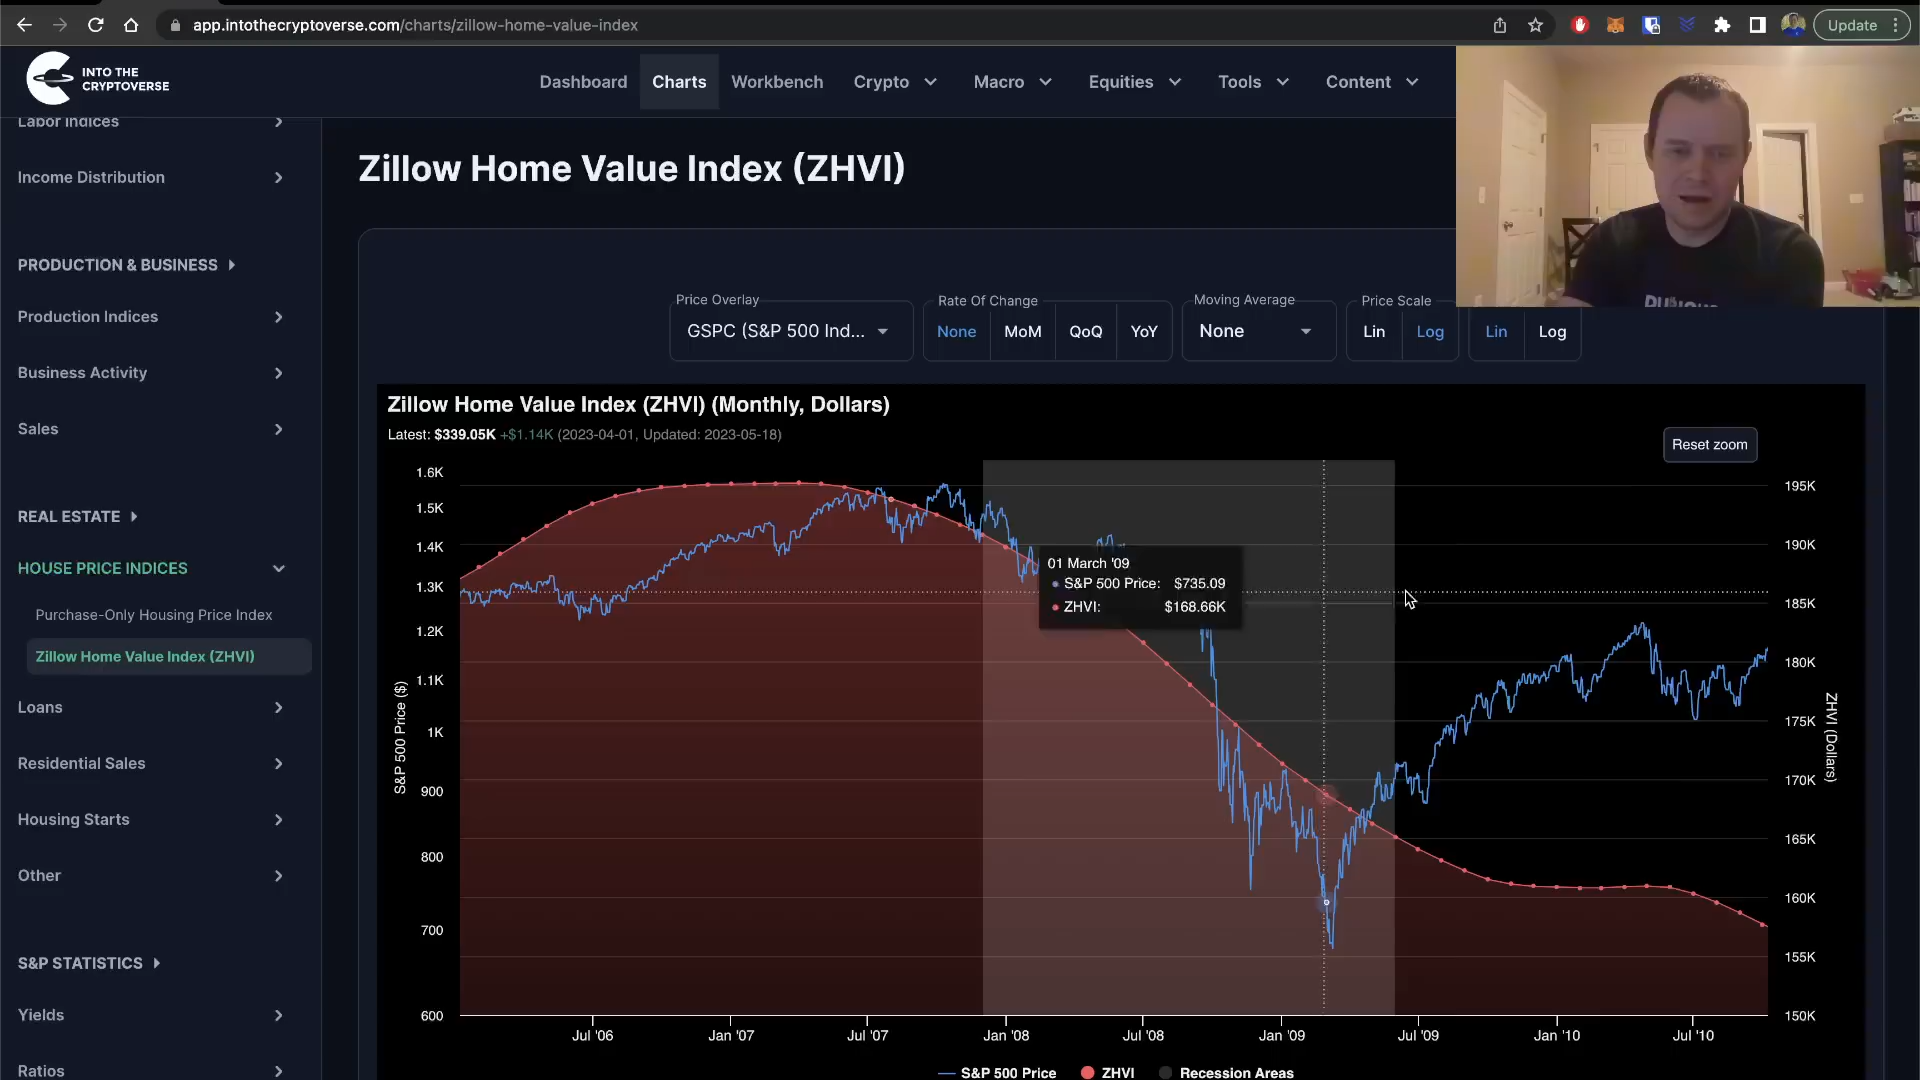 app.intothecryptoverse.com/charts/zillow-home-value-index
Update
INTO THE
CRYPTOVERSE
Dashboard
Charts
Workbench
Crypto
Macro
Equities
Tools
Content
Labor Indices
Income Distribution
PRODUCTION & BUSINESS
Production Indices
Business Activity
Sales
REAL ESTATE
HOUSE PRICE INDICES
Purchase-Only Housing Price Index
Zillow Home Value Index (ZHVI)
Loans
Residential Sales
Housing Starts
Other
S&P STATISTICS
Yields
Ratios
Zillow Home Value Index (ZHVI)
Price Overlay
GSPC (S&P 500 Ind...
Rate Of Change
None
MoM
QoQ
YoY
Moving Average
None
Price Scale
Lin
Log
Lin
Log
Zillow Home Value Index (ZHVI) (Monthly, Dollars)
Latest: $339.05K +$1.14K (2023-04-01, Updated: 2023-05-18)
Reset zoom
1.6K
1.5K
1.4K
1.3K
1.2K
1.1K
1K
900
800
700
600
S&P 500 Price ($)
01 March '09
S&P 500 Price: $735.09
ZHVI: $168.66K
195K
190K
185K
180K
175K
170K
165K
160K
155K
150K
ZHVI (Dollars)
Jul '06
Jan '07
Jul '07
Jan '08
Jul '08
Jan '09
Jul '09
Jan '10
Jul '10
S&P 500 Price
ZHVI
Recession Areas